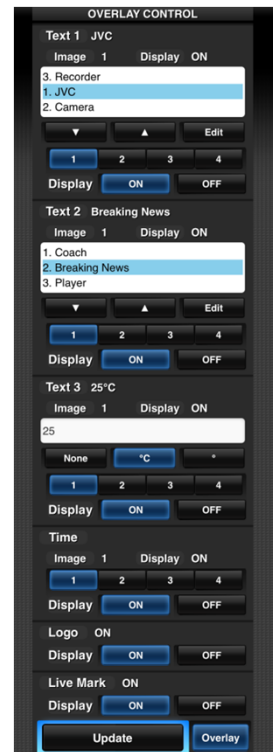 OVERLAY CONTROL
Text 1 JVC
Image 1 Display ON
3. Recorder
1. JVC
2. Camera
▼ ▲ Edit
1 2 3 4
Display ON OFF
Text 2 Breaking News
Image 1 Display ON
1. Coach
2. Breaking News
3. Player
▼ ▲ Edit
1 2 3 4
Display ON OFF
Text 3 25°C
Image 1 Display ON
25
None °C °
1 2 3 4
Display ON OFF
Time
Image 1 Display ON
1 2 3 4
Display ON OFF
Logo ON
Display ON OFF
Live Mark ON
Display ON OFF
Update Overlay